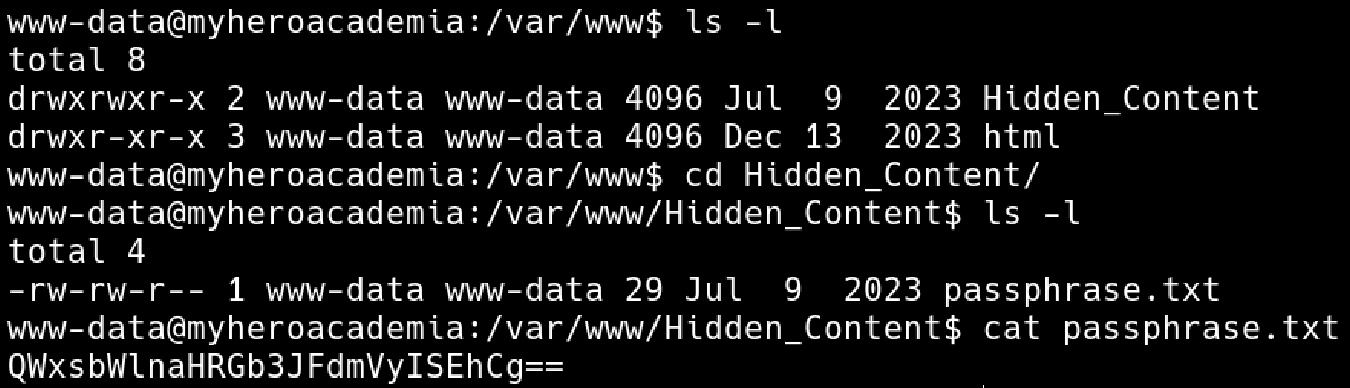 www-data@myheroacademia:/var/www$ ls -l
total 8
drwxrwxr-x 2 www-data www-data 4096 Jul  9  2023 Hidden_Content
drwxr-xr-x 3 www-data www-data 4096 Dec 13  2023 html
www-data@myheroacademia:/var/www$ cd Hidden_Content/
www-data@myheroacademia:/var/www/Hidden_Content$ ls -l
total 4
-rw-rw-r-- 1 www-data www-data 29 Jul  9  2023 passphrase.txt
www-data@myheroacademia:/var/www/Hidden_Content$ cat passphrase.txt
QWxsbWlnaHRGb3JFdmVyISEhCg==